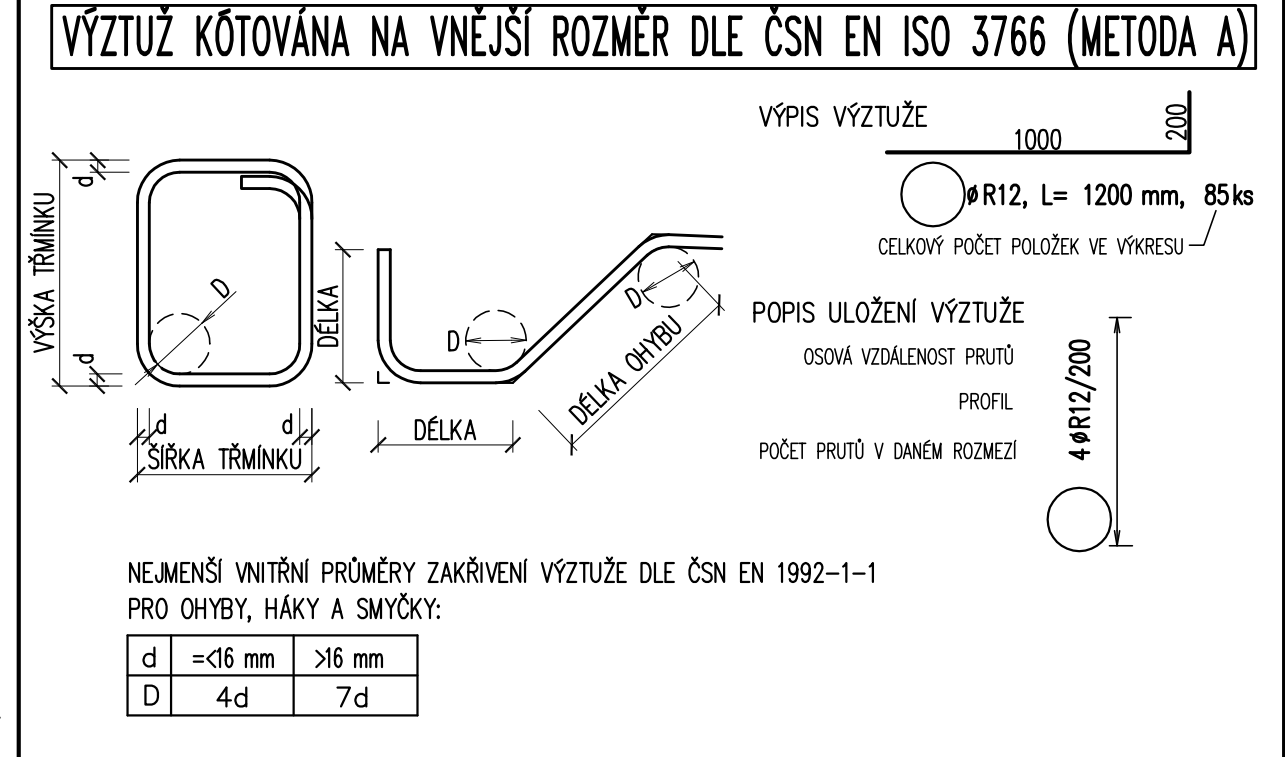 VÝZTUŽ KÓTOVÁNA NA VNĚJŠÍ ROZMĚR DLE ČSN EN ISO 3766 (METODA A)
VÝPIS VÝZTUŽE
1000
200
øR12, L= 1200 mm, 85ks
CELKOVÝ POČET POLOŽEK VE VÝKRESU
VÝŠKA TŘMÍNKU
d
d
D
d
d
ŠÍŘKA TŘMÍNKU
DÉLKA
D
DÉLKA
D
DÉLKA OHYBU
POPIS ULOŽENÍ VÝZTUŽE
OSOVÁ VZDÁLENOST PRUTŮ
PROFIL
POČET PRUTŮ V DANÉM ROZMEZÍ
4øR12/200
NEJMENŠÍ VNITŘNÍ PRŮMĚRY ZAKŘIVENÍ VÝZTUŽE DLE ČSN EN 1992-1-1
PRO OHYBY, HÁKY A SMYČKY:
d =<16 mm >16 mm
D 4d 7d